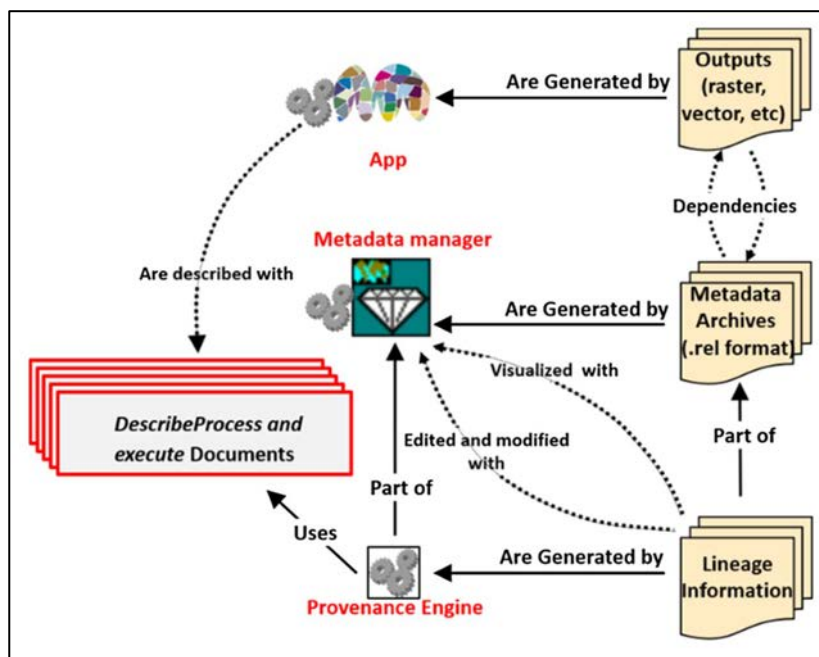 Outputs
(raster,
vector, etc)
Are Generated by
App
Dependencies
Metadata manager
Are described with
Metadata
Archives
(.rel format)
Are Generated by
Visualized with
DescribeProcess and
execute Documents
Edited and modified
with
Part of
Part of
Uses
Are Generated by
Lineage
Information
Provenance Engine